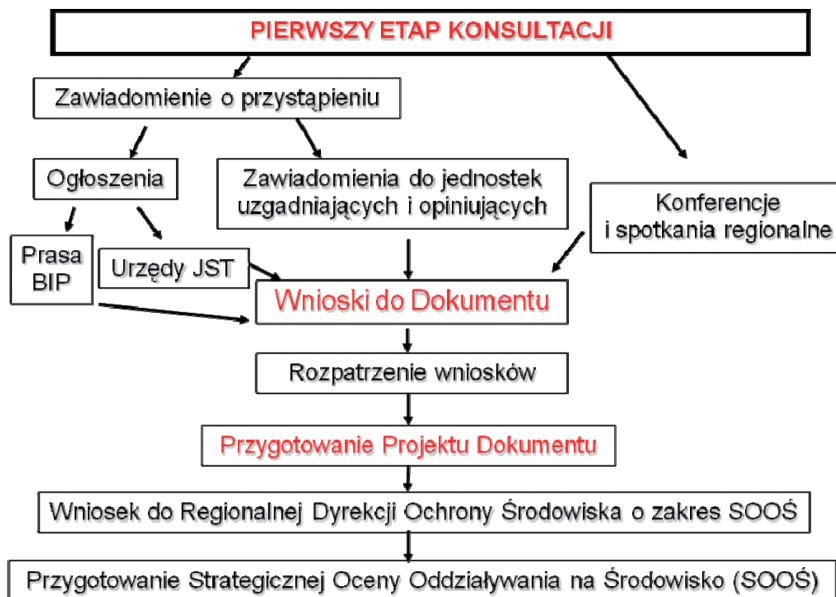 PIERWSZY ETAP KONSULTACJI
Zawiadomienie o przystąpieniu
Ogłoszenia
Zawiadomienia do jednostek
uzgadniających i opiniujących
Konferencje
i spotkania regionalne
Prasa
BIP
Urzędy JST
Wnioski do Dokumentu
Rozpatrzenie wniosków
Przygotowanie Projektu Dokumentu
Wniosek do Regionalnej Dyrekcji Ochrony Środowiska o zakres SOOŚ
Przygotowanie Strategicznej Oceny Oddziaływania na Środowisko (SOOŚ)